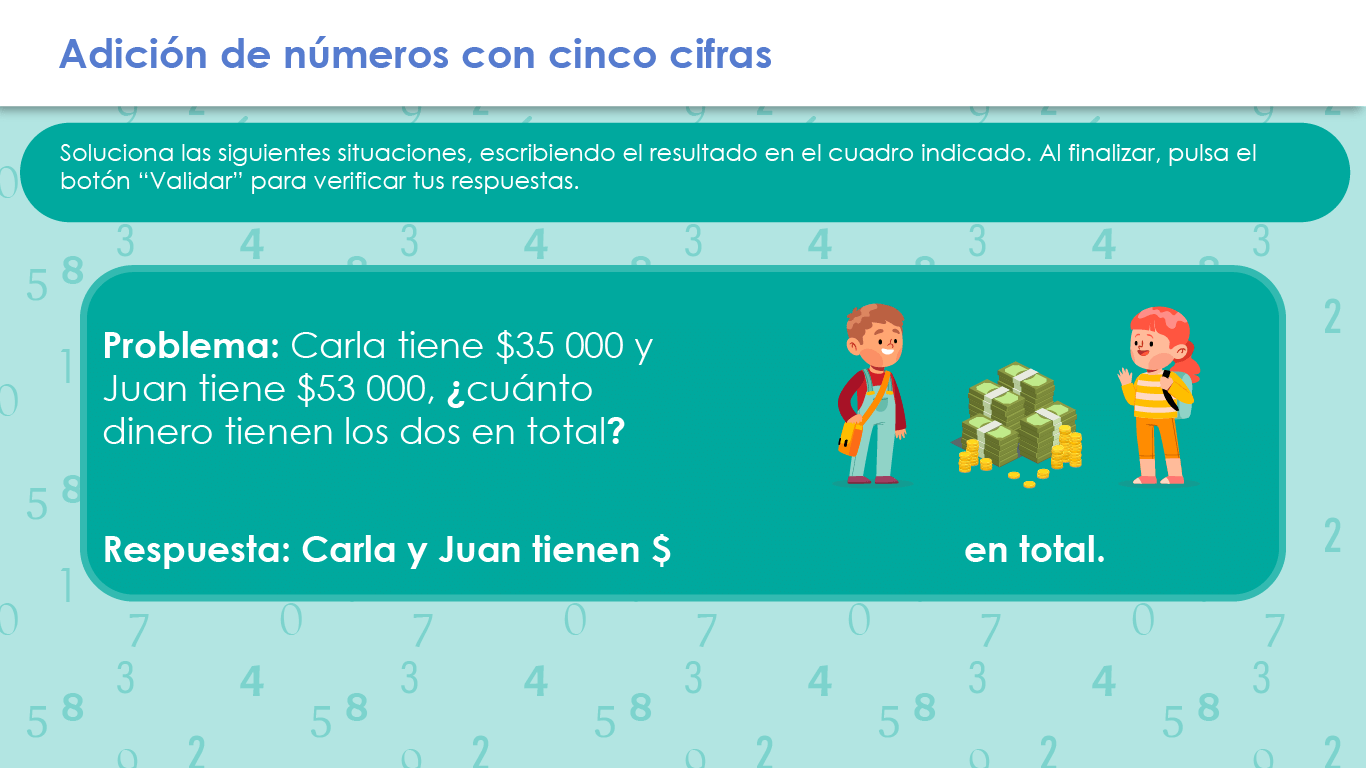 Adición de números con cinco cifras
Soluciona las siguientes situaciones, escribiendo el resultado en el cuadro indicado. Al finalizar, pulsa el
botón “Validar” para verificar tus respuestas.
Problema: Carla tiene $35 000 y
Juan tiene $53 000, ¿cuánto
dinero tienen los dos en total?
Respuesta: Carla y Juan tienen $ en total.